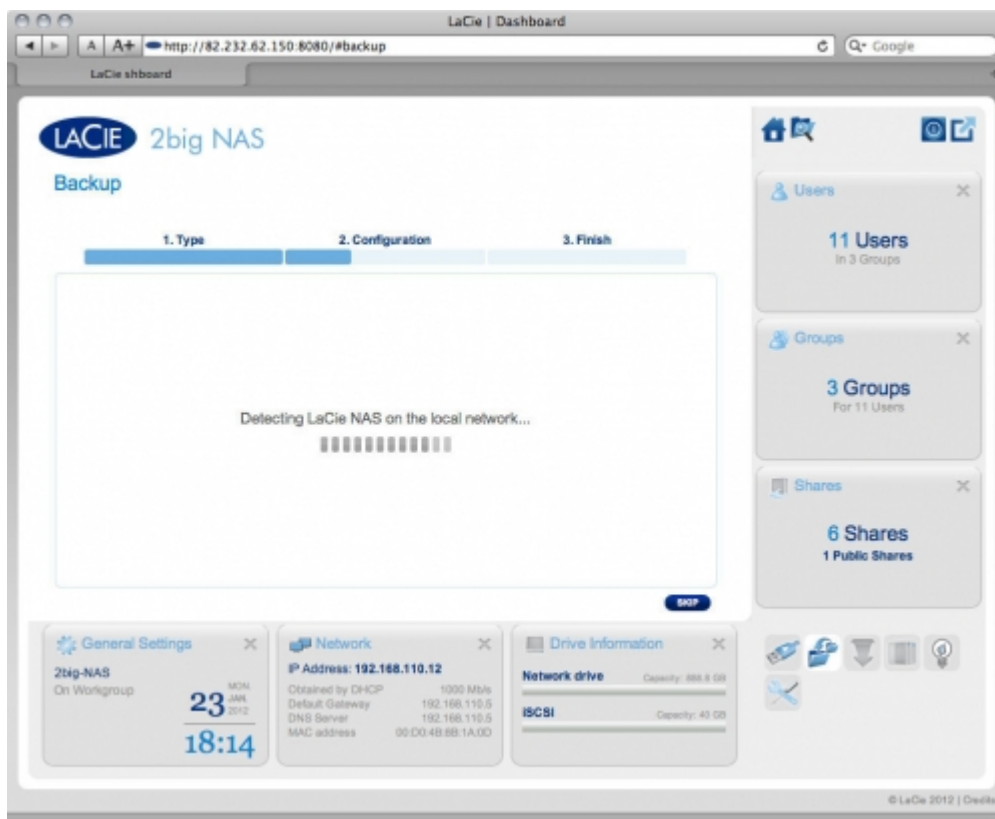 LaCie | Dashboard
A A+ http://82.232.62.150:8080/#backup Google
LaCie shboard
LACIE 2big NAS
Backup
1. Type 2. Configuration 3. Finish
Detecting LaCie NAS on the local network...
SKIP
Users
11 Users
In 3 Groups
Groups
3 Groups
For 11 Users
Shares
6 Shares
1 Public Shares
General Settings
2big-NAS
On Workgroup
MON
23 JAN
2012
18:14
Network
IP Address: 192.168.110.12
Obtained by DHCP 1000 Mb/s
Default Gateway 192.168.110.5
DNS Server 192.168.110.5
MAC address 00:D0:4B:8B:1A:0D
Drive Information
Network drive Capacity: 888.8 GB
iSCSI Capacity: 40 GB
© LaCie 2012 | Credits